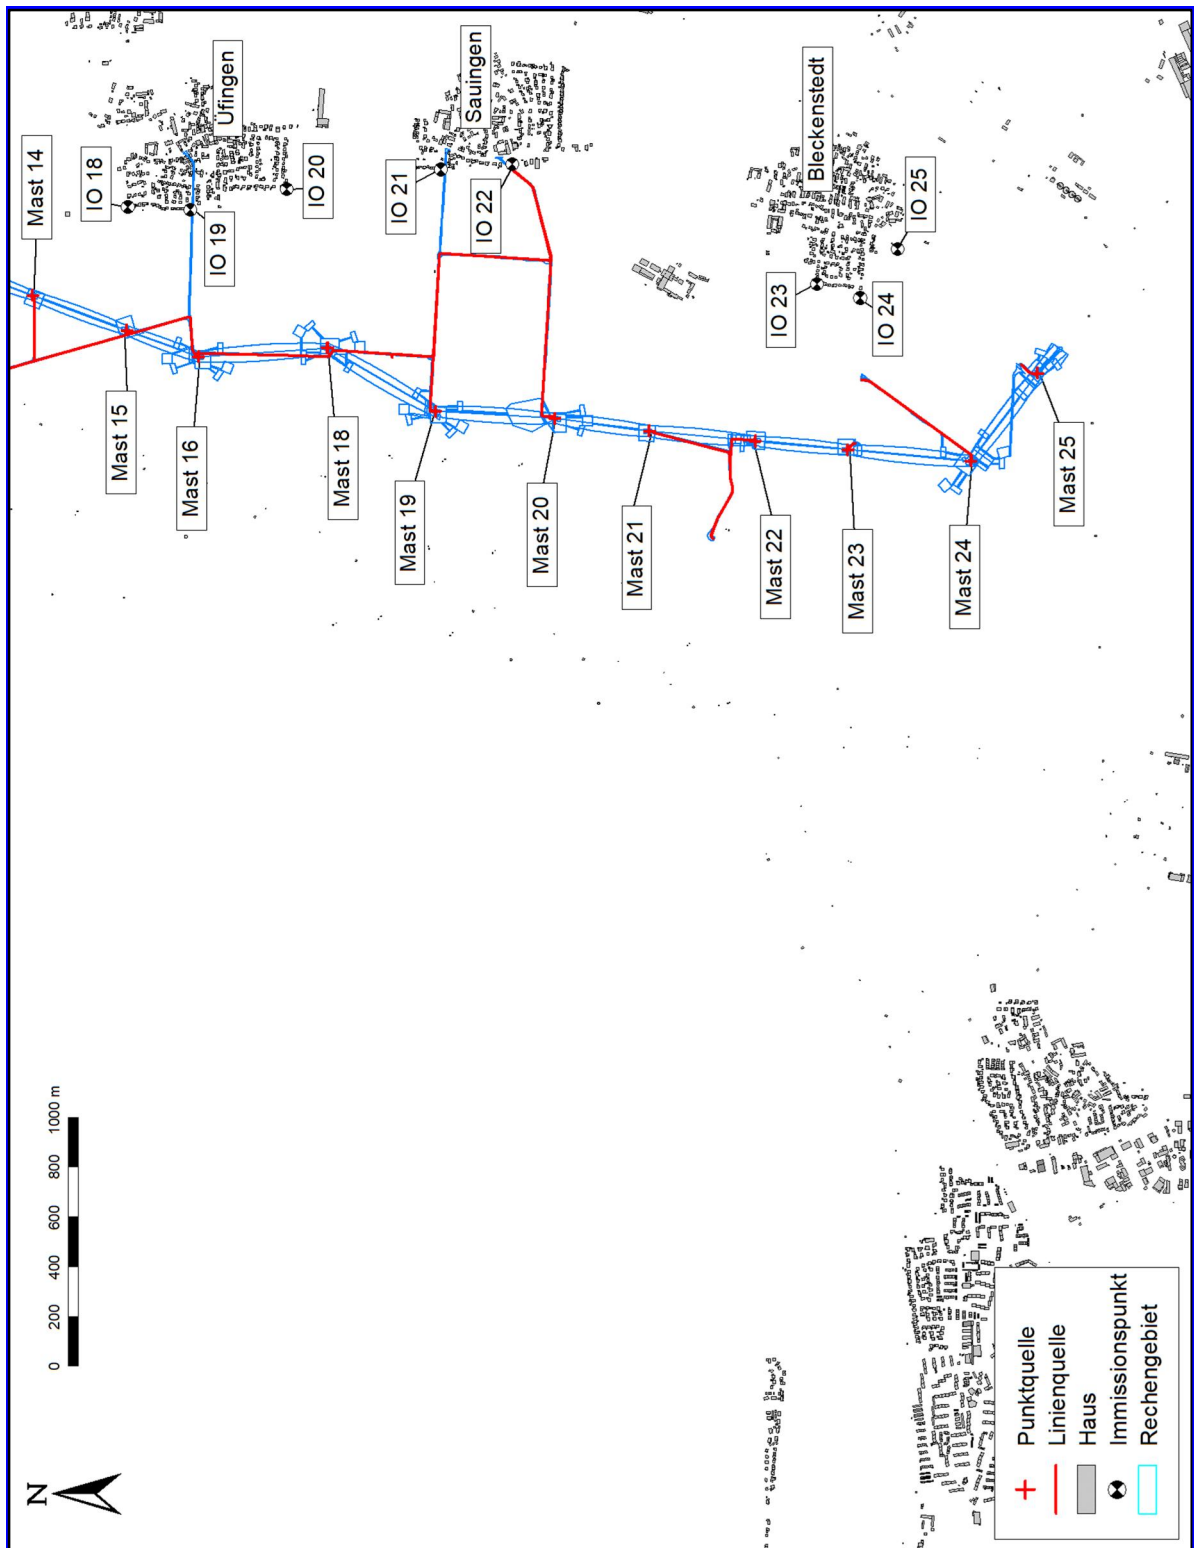 N
0 200 400 600 800 1000 m
Mast 14
Mast 15
Mast 16
Mast 18
Mast 19
Mast 20
Mast 21
Mast 22
Mast 23
Mast 24
Mast 25
IO 18
IO 19
IO 20
Üfingen
IO 21
IO 22
Sauingen
IO 23
IO 24
IO 25
Bleckenstedt
Punktquelle
Linienquelle
Haus
Immissionspunkt
Rechengebiet